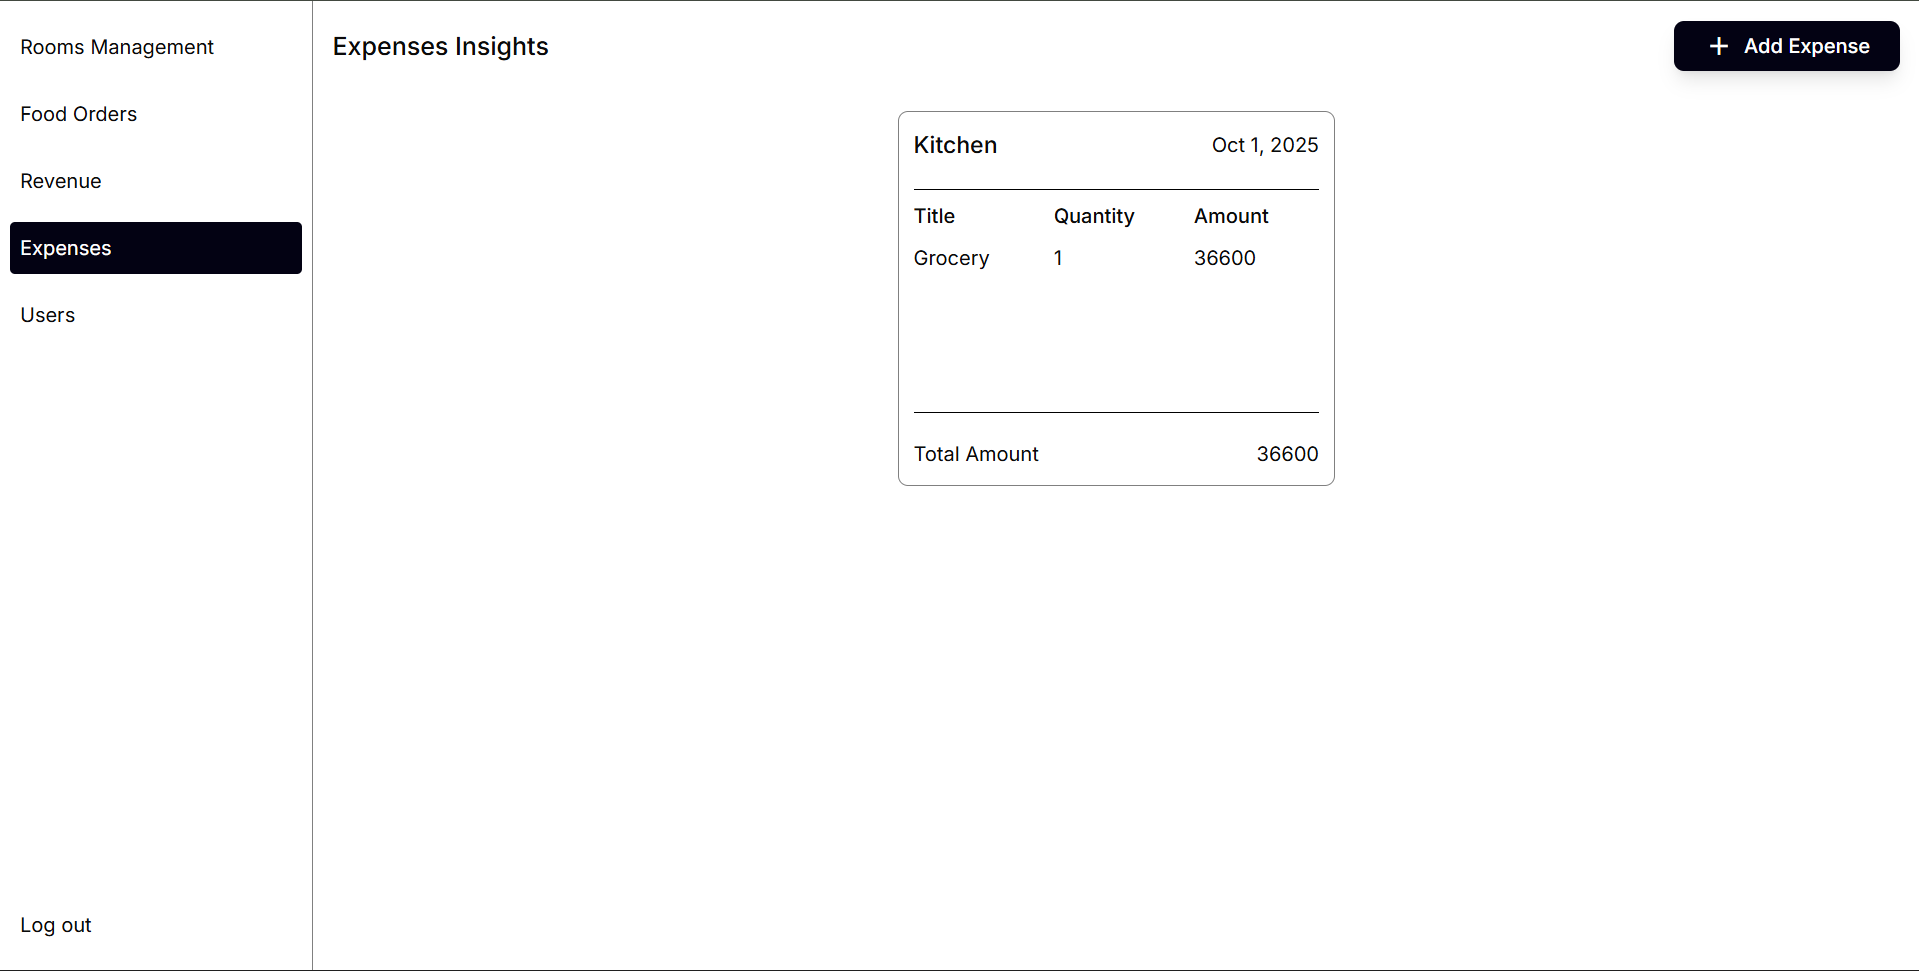 Rooms Management
Food Orders
Revenue
Expenses
Users
Log out
Expenses Insights
+ Add Expense
Kitchen Oct 1, 2025
Title Quantity Amount
Grocery 1 36600
Total Amount 36600